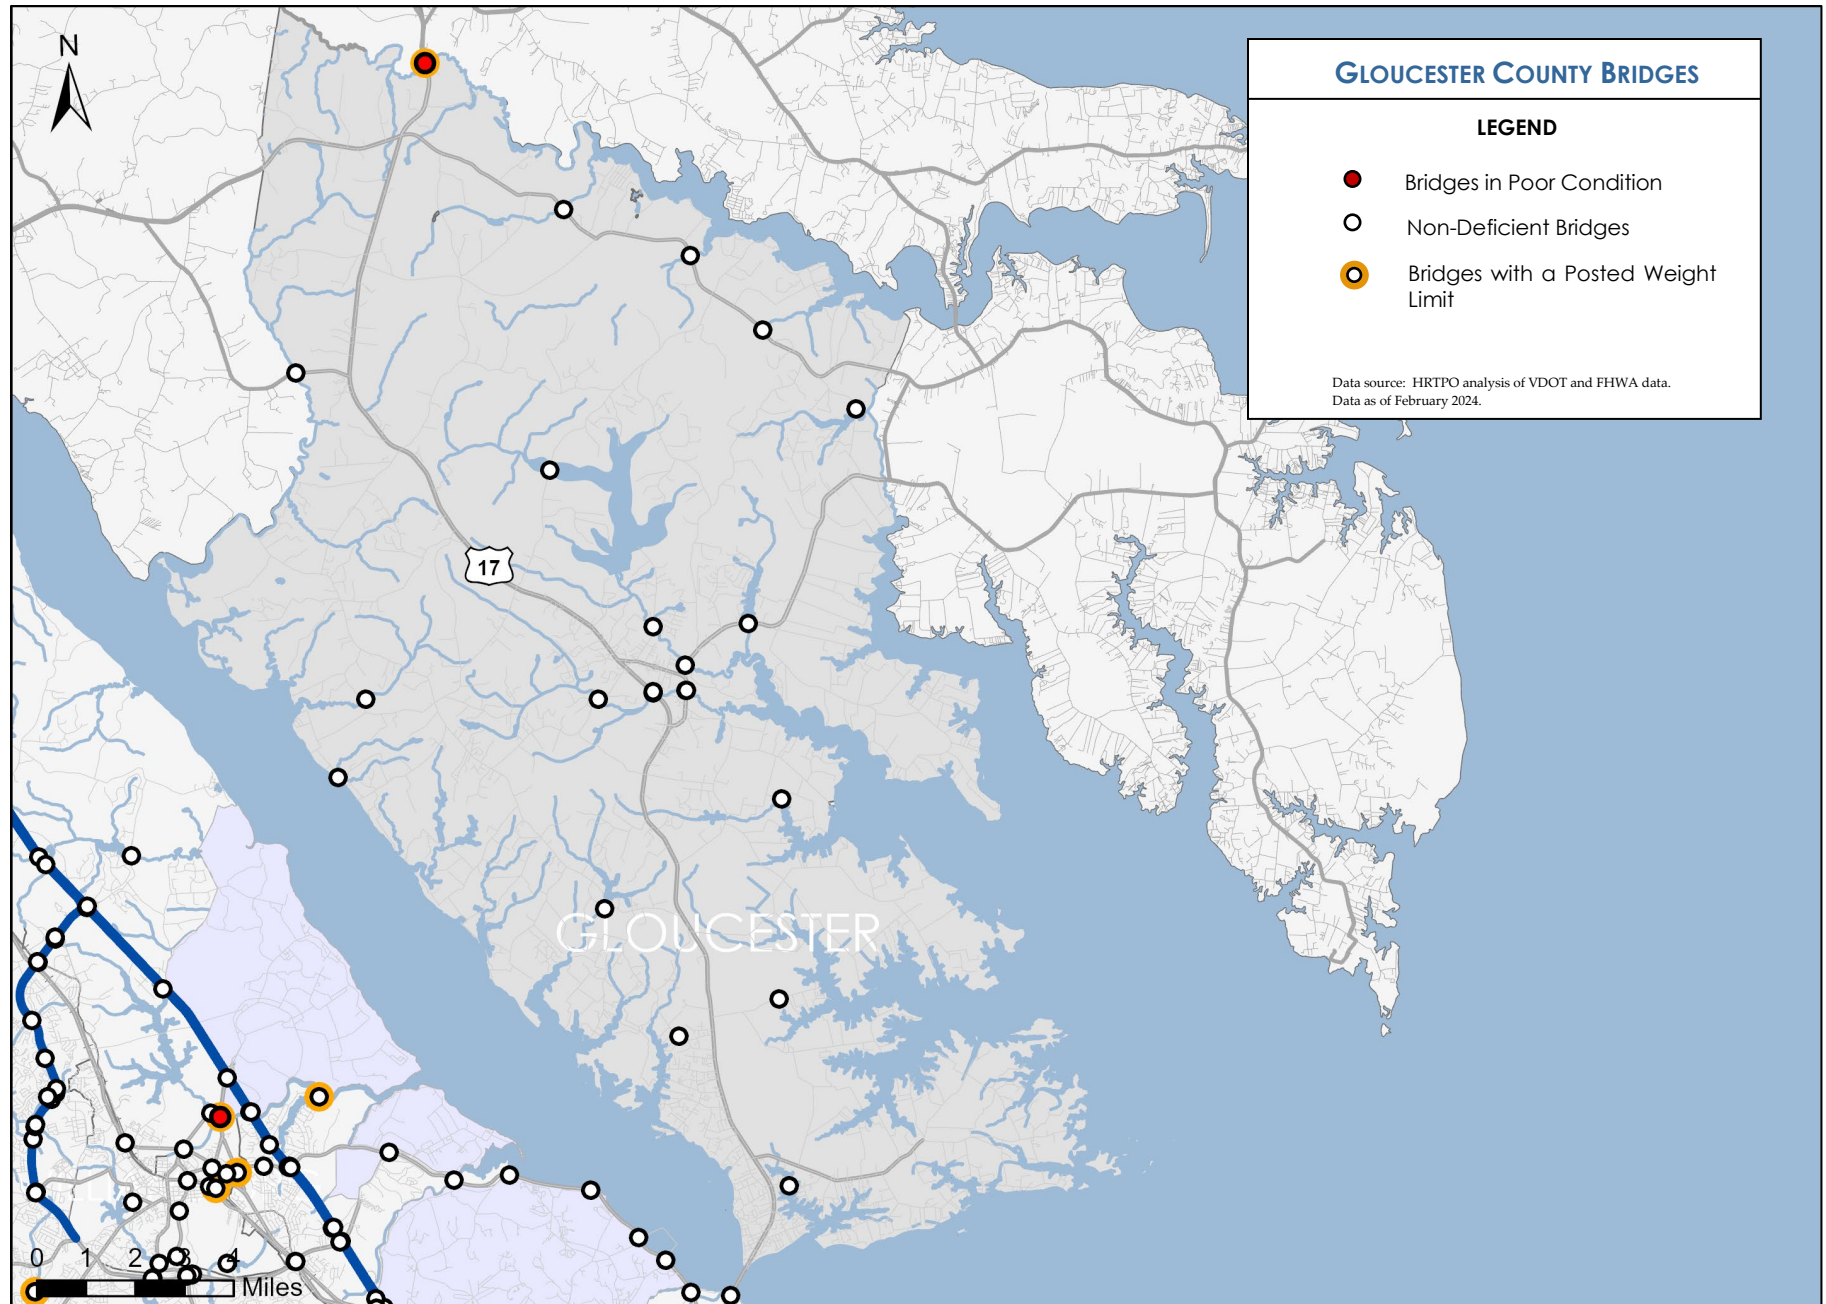 N
GLOUCESTER COUNTY BRIDGES
LEGEND
Bridges in Poor Condition
Non-Deficient Bridges
Bridges with a Posted Weight
Limit
Data source: HRTPO analysis of VDOT and FHWA data.
Data as of February 2024.
17
GLOUCESTER
0 1 2 3 4
Miles